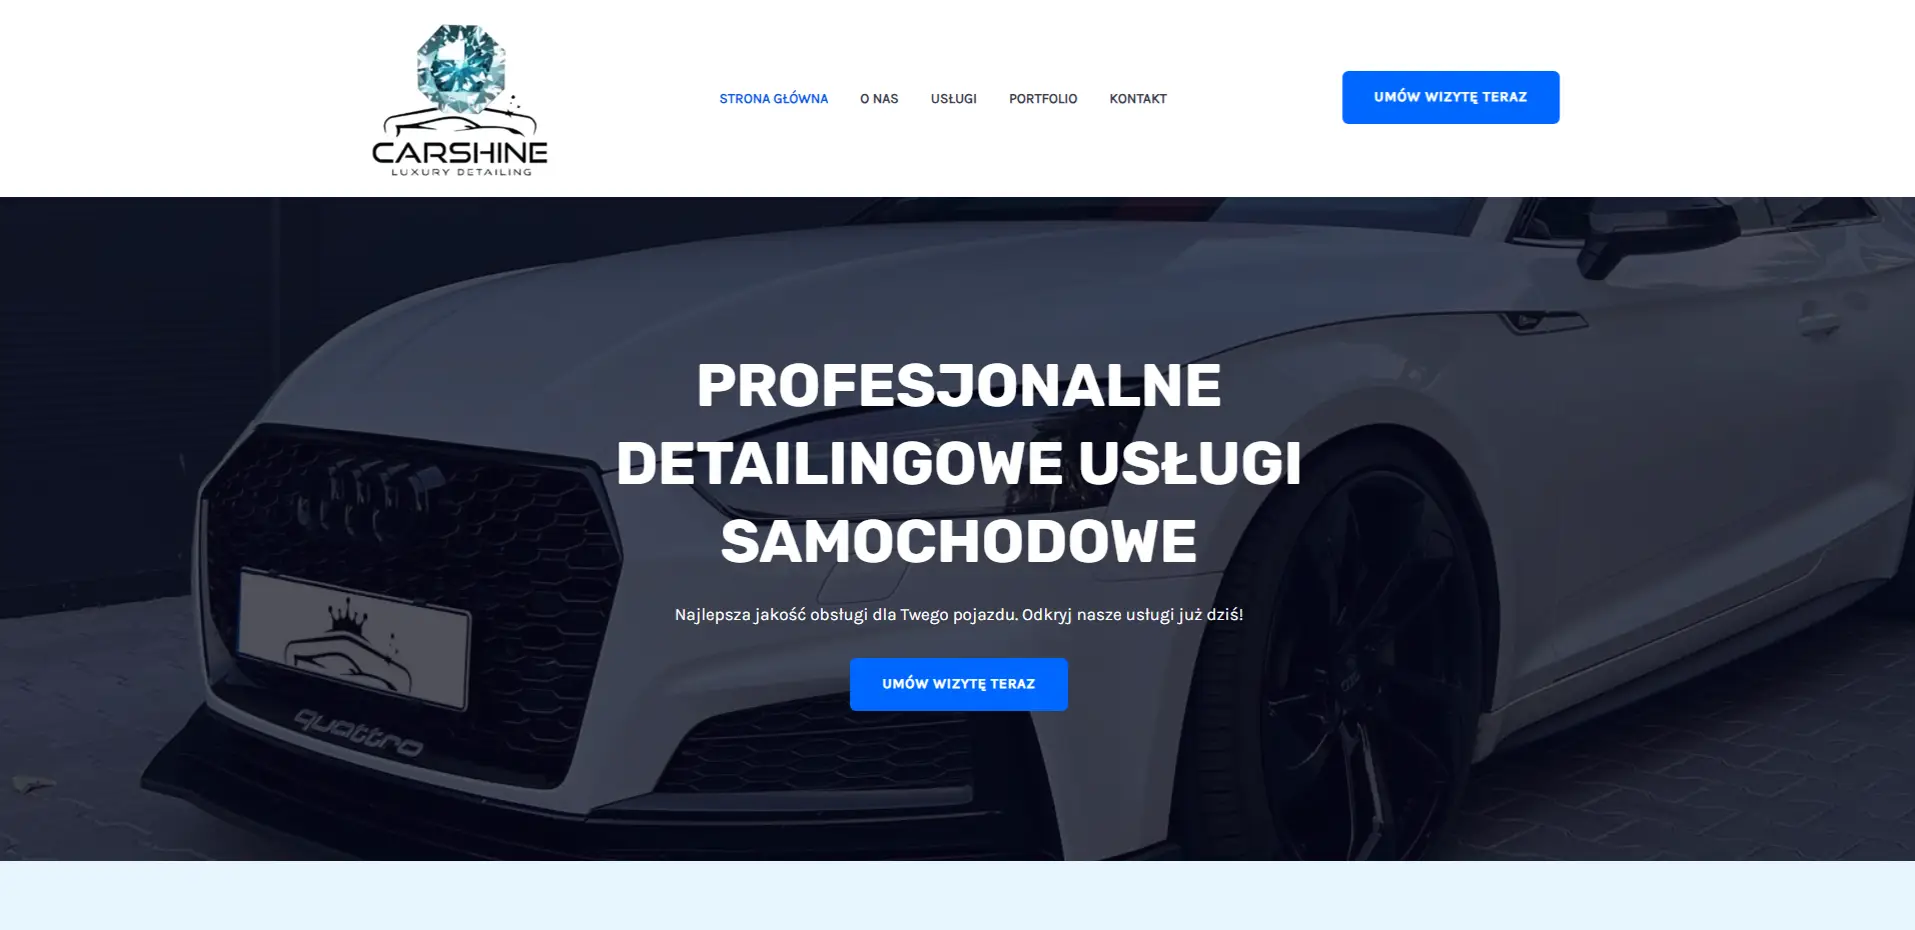 CARSHINE
LUXURY DETAILING
STRONA GŁÓWNA
O NAS
USŁUGI
PORTFOLIO
KONTAKT
UMÓW WIZYTĘ TERAZ
PROFESJONALNE
DETAILINGOWE USŁUGI
SAMOCHODOWE
Najlepsza jakość obsługi dla Twego pojazdu. Odkryj nasze usługi już dziś!
UMÓW WIZYTĘ TERAZ
quattro